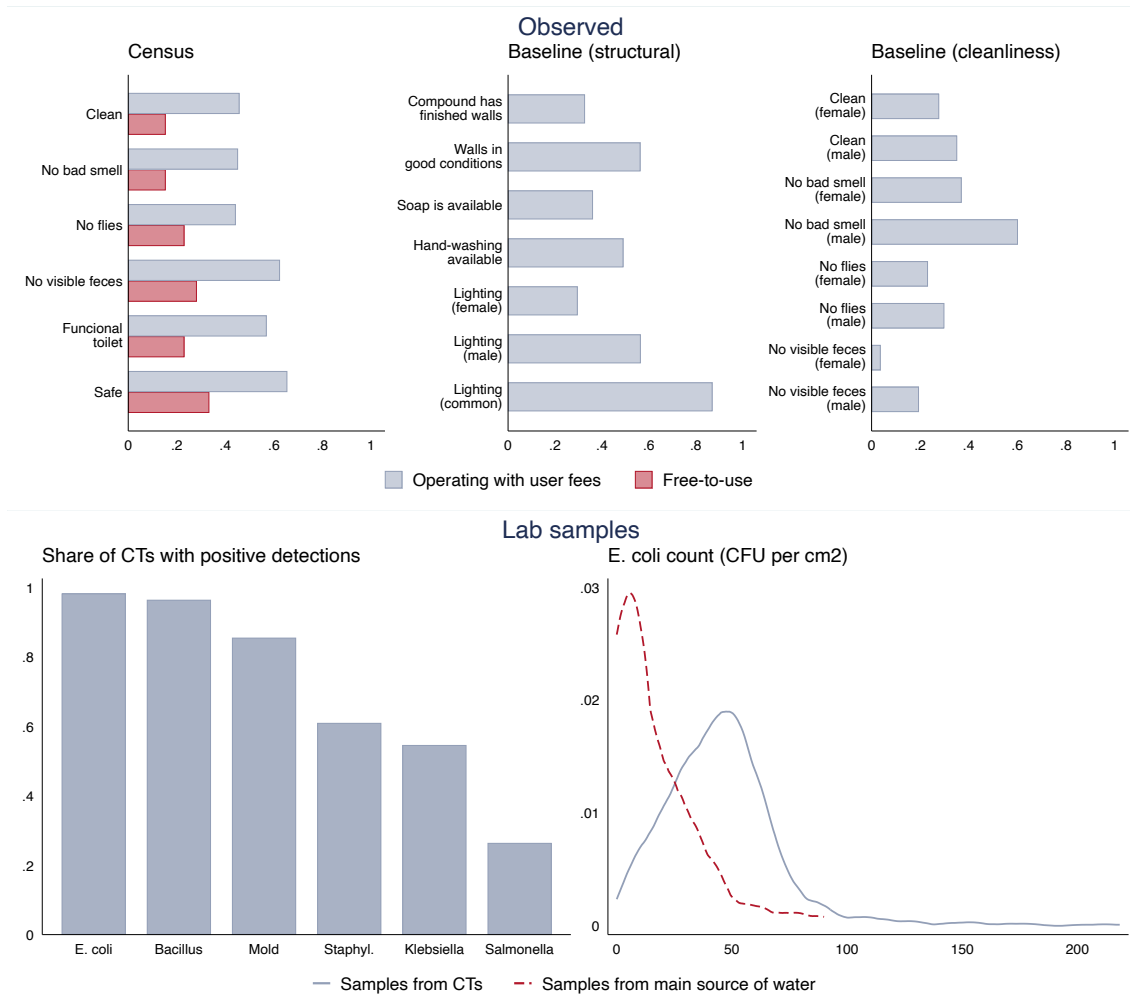 Observed
Census
Clean
No bad smell
No flies
No visible feces
Funcional
toilet
Safe
0 .2 .4 .6 .8 1
Baseline (structural)
Compound has
finished walls
Walls in
good conditions
Soap is available
Hand-washing
available
Lighting
(female)
Lighting
(male)
Lighting
(common)
0 .2 .4 .6 .8 1
Baseline (cleanliness)
Clean
(female)
Clean
(male)
No bad smell
(female)
No bad smell
(male)
No flies
(female)
No flies
(male)
No visible feces
(female)
No visible feces
(male)
0 .2 .4 .6 .8 1
Operating with user fees Free-to-use
Lab samples
Share of CTs with positive detections
1
.8
.6
.4
.2
0
E. coli Bacillus Mold Staphyl. Klebsiella Salmonella
E. coli count (CFU per cm2)
.03
.02
.01
0
0 50 100 150 200
Samples from CTs Samples from main source of water